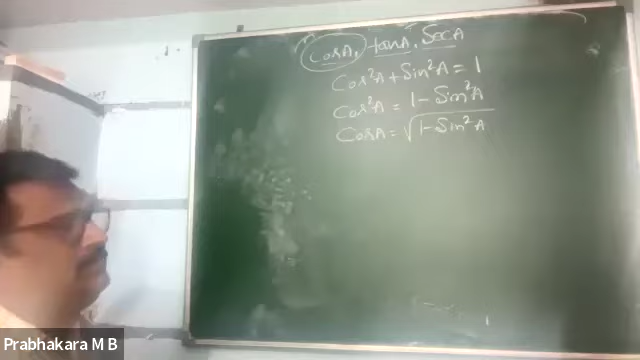 CosA, tanA, SecA
Cos²A + Sin²A = 1
Cos²A = 1 - Sin²A
CosA = √1 - Sin²A
Prabhakara M B